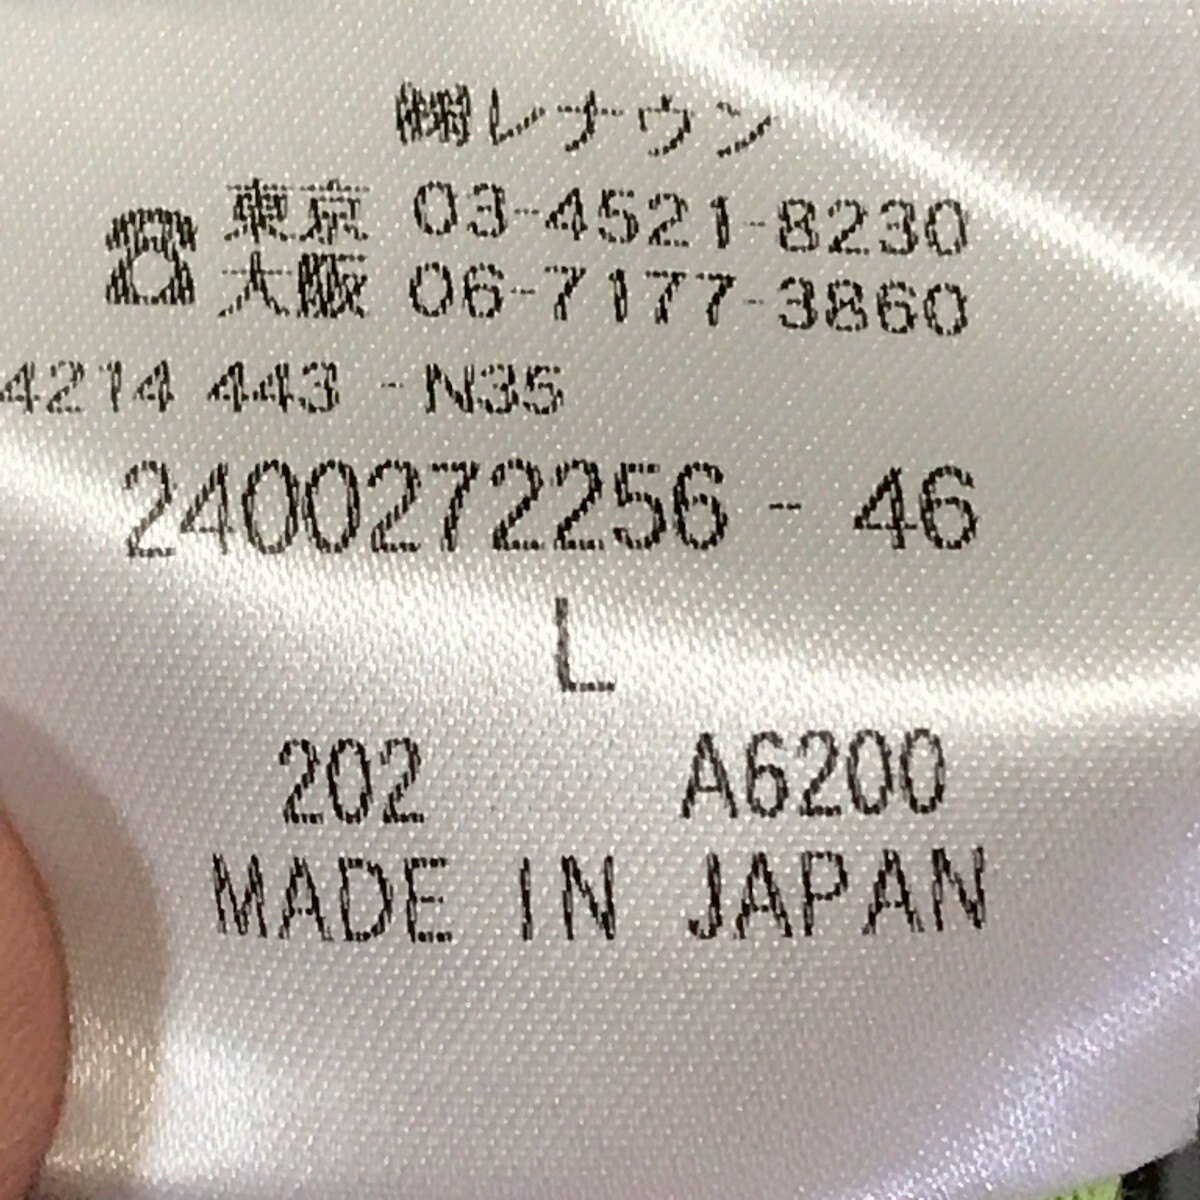 ㈱レナウン
☎ 東京 03-4521-8230
大阪 06-7177-3860
4214 443 -N35
2400272256 - 46
L
202 A6200
MADE IN JAPAN